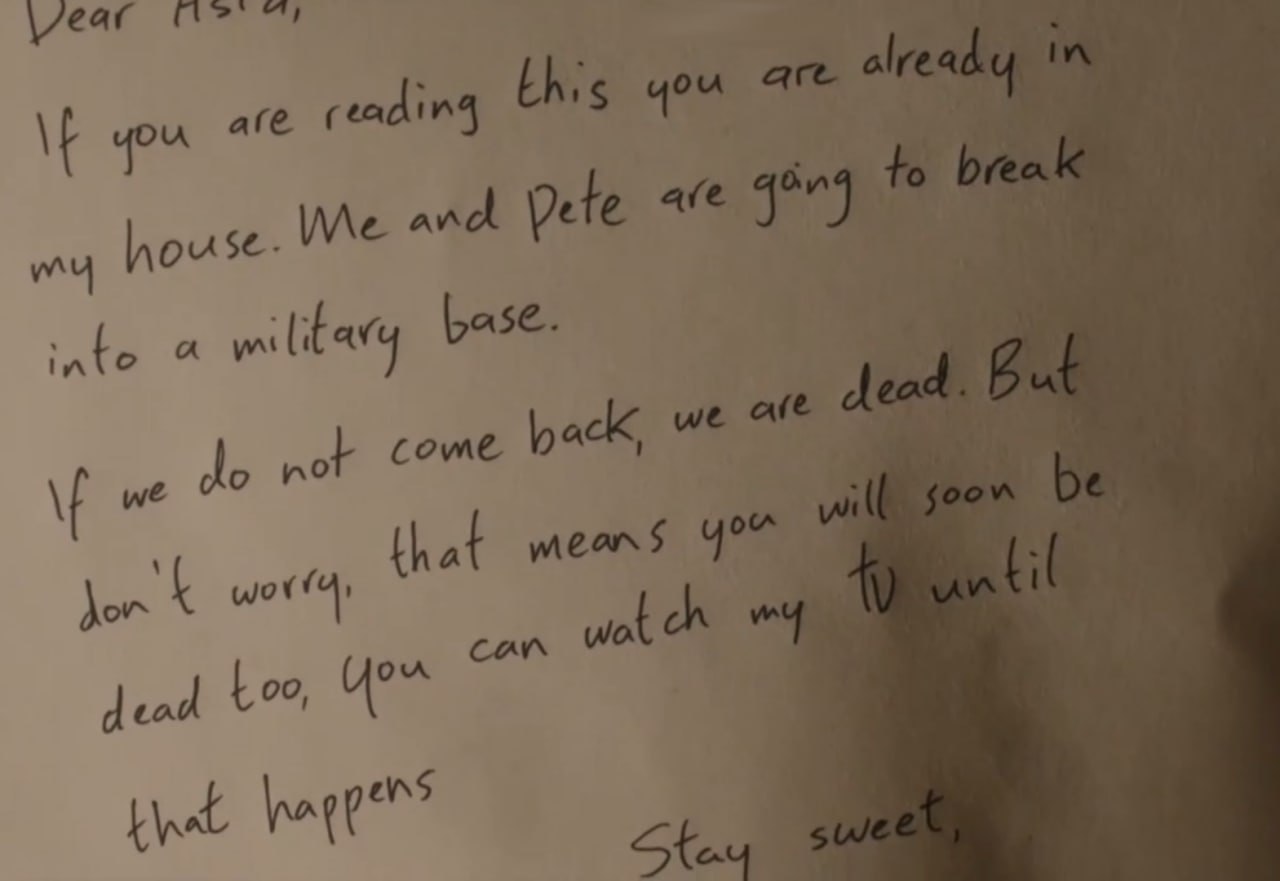 Dear Asra,
If you are reading this you are already in
my house. Me and Pete are going to break
into a military base.
If we do not come back, we are dead. But
don't worry, that means you will soon be
dead too, you can watch my TV until
that happens
Stay sweet,